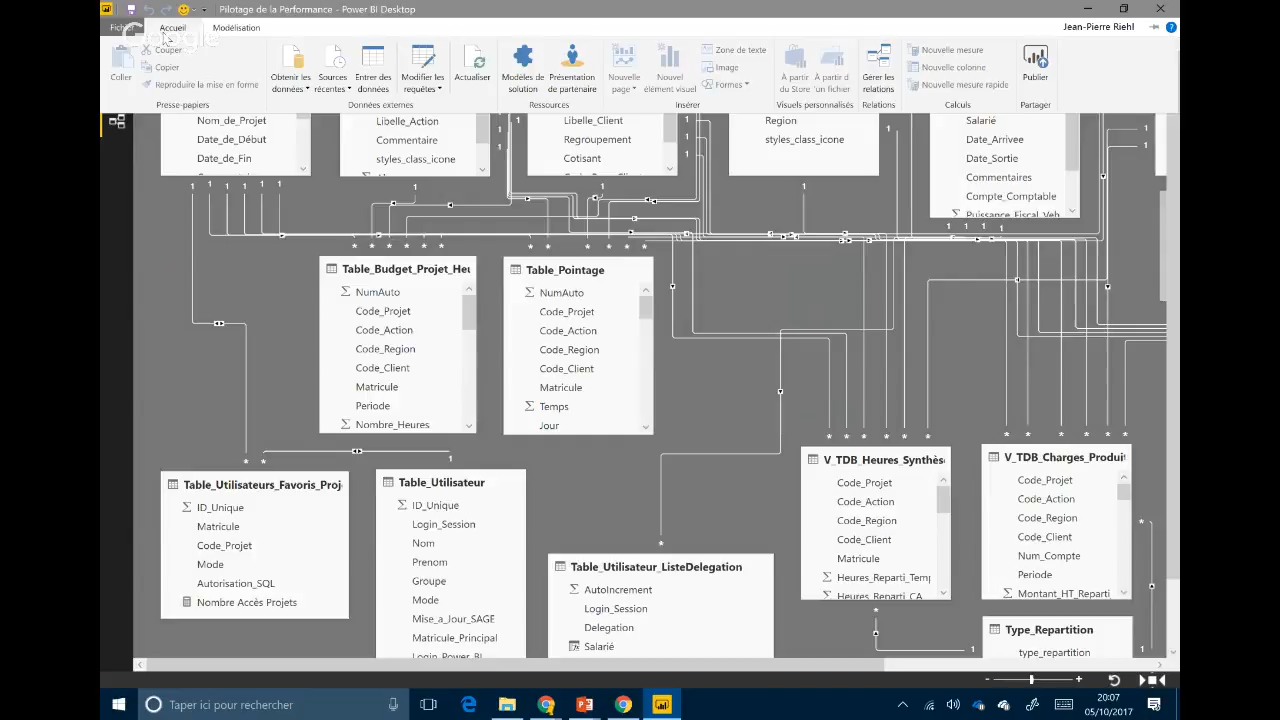 Pilotage de la Performance - Power BI Desktop
Fichier Accueil Modélisation
Google
Jean-Pierre Riehl
Coller
Couper
Copier
Reproduire la mise en forme
Presse-papiers
Obtenir les données
Sources récentes
Entrer des données
Modifier les requêtes
Actualiser
Données externes
Modèles de solution
Présentation de partenaire
Ressources
Nouvelle page
Nouvel élément visuel
Zone de texte
Image
Formes
Insérer
À partir du Store
À partir d'un fichier
Visuels personnalisés
Gérer les relations
Relations
Nouvelle mesure
Nouvelle colonne
Nouvelle mesure rapide
Calculs
Publier
Partager
Nom_de_Projet
Date_de_Début
Date_de_Fin
Libelle_Action
Commentaire
styles_class_icone
Libelle_Client
Regroupement
Cotisant
Region
styles_class_icone
Salarié
Date_Arrivee
Date_Sortie
Commentaires
Compte_Comptable
Puissance_Fiscal_Veh
Table_Budget_Projet_Heu
NumAuto
Code_Projet
Code_Action
Code_Region
Code_Client
Matricule
Periode
Nombre_Heures
Table_Pointage
NumAuto
Code_Projet
Code_Action
Code_Region
Code_Client
Matricule
Temps
Jour
Table_Utilisateurs_Favoris_Proj
ID_Unique
Matricule
Code_Projet
Mode
Autorisation_SQL
Nombre Accès Projets
Table_Utilisateur
ID_Unique
Login_Session
Nom
Prenom
Groupe
Mode
Mise_a_Jour_SAGE
Matricule_Principal
Login_Power_BI
Table_Utilisateur_ListeDelegation
AutoIncrement
Login_Session
Delegation
Salarié
V_TDB_Heures_Synthès
Code_Projet
Code_Action
Code_Region
Code_Client
Matricule
Heures_Reparti_Temp
Heures_Reparti_CA
V_TDB_Charges_Produit
Code_Projet
Code_Action
Code_Region
Code_Client
Num_Compte
Periode
Montant_HT_Reparti_
Type_Repartition
type_repartition
Taper ici pour rechercher
20:07
05/10/2017